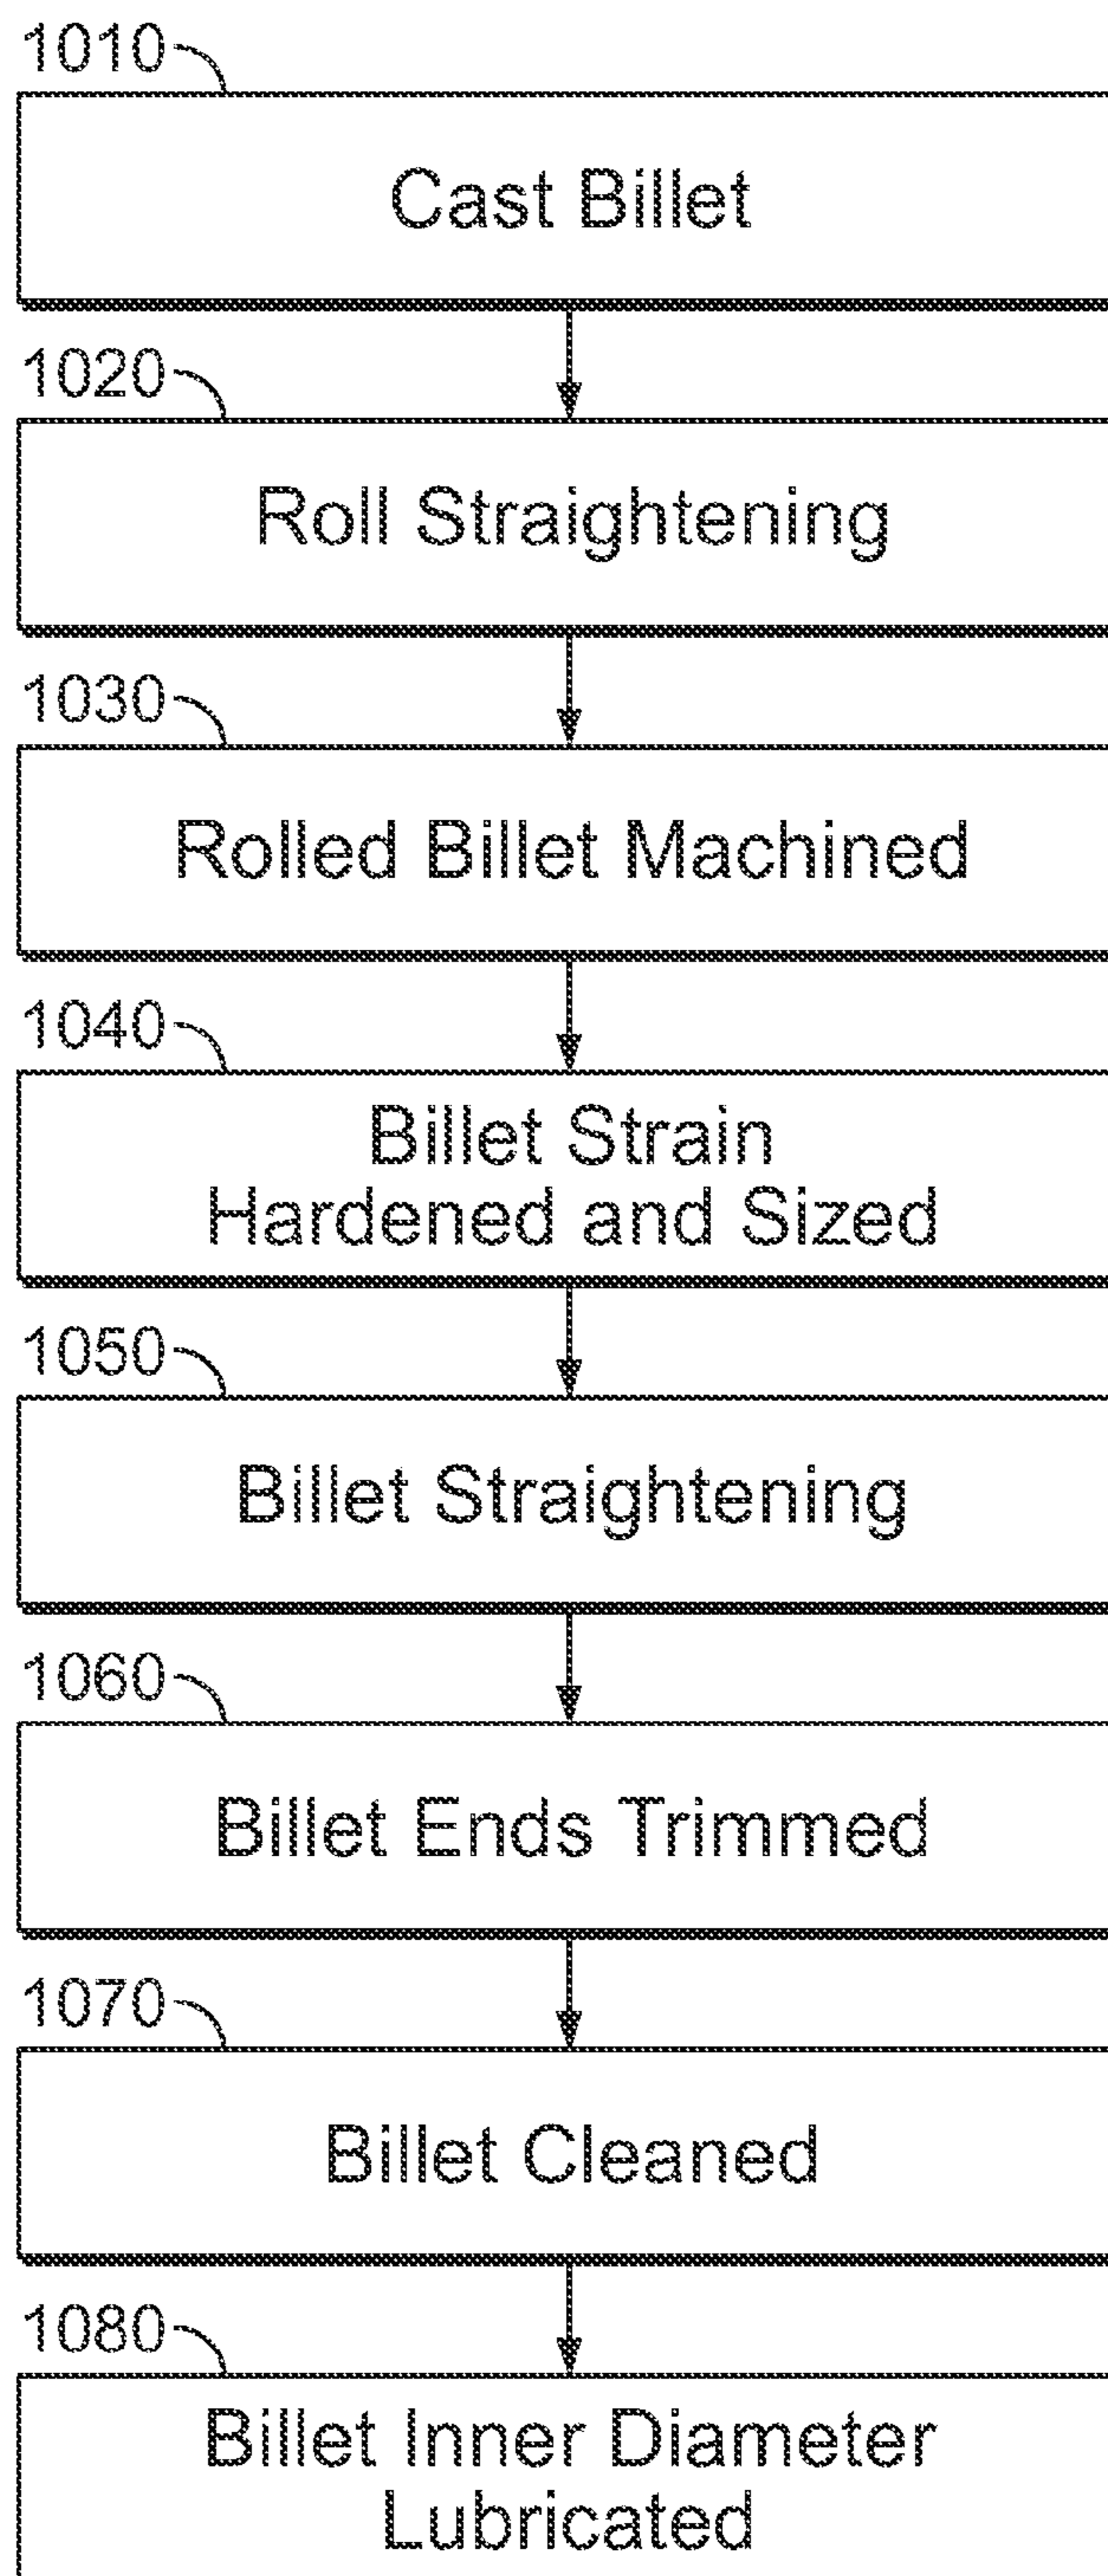 1010
Cast Billet
1020
Roll Straightening
1030
Rolled Billet Machined
1040
Billet Strain
Hardened and Sized
1050
Billet Straightening
1060
Billet Ends Trimmed
1070
Billet Cleaned
1080
Billet Inner Diameter
Lubricated